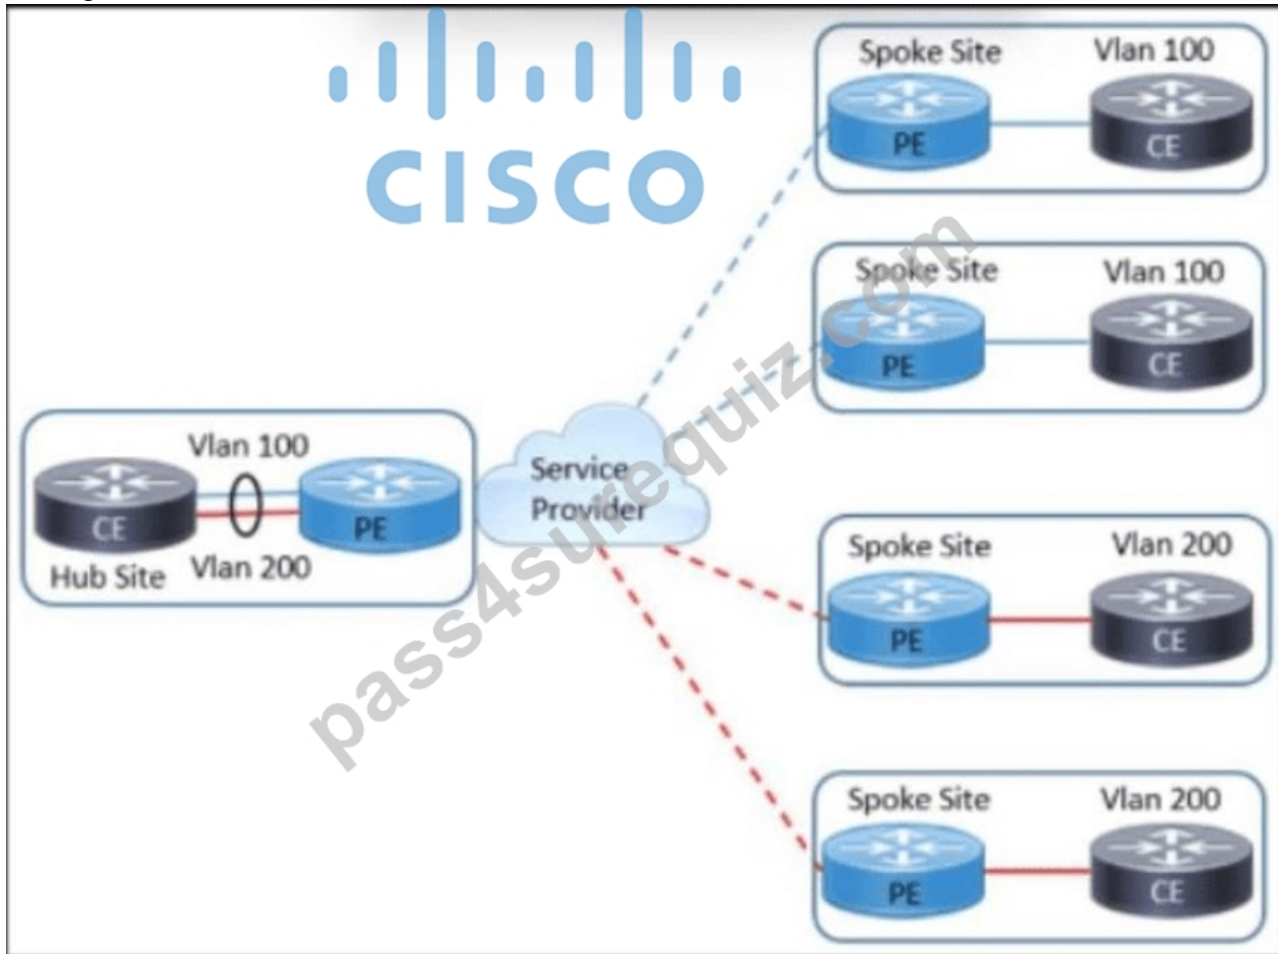 CISCO
Spoke Site Vlan 100
PE CE
Spoke Site Vlan 100
PE CE
Vlan 100
CE PE
Hub Site Vlan 200
Service
Provider
Spoke Site Vlan 200
PE CE
Spoke Site Vlan 200
PE CE
pass4surequiz.com